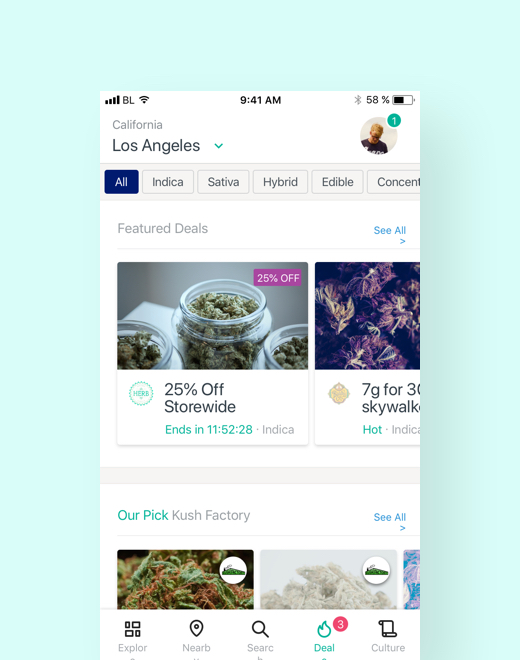 BL 9:41 AM 58 %
California
1
Los Angeles
All Indica Sativa Hybrid Edible Concent
Featured Deals See All
>
25% OFF
HERB
25% Off
Storewide
Ends in 11:52:28 · Indica
7g for 30
skywalk
Hot · Indica
Our Pick Kush Factory See All
>
3
Explor Nearb Searc Deal Culture